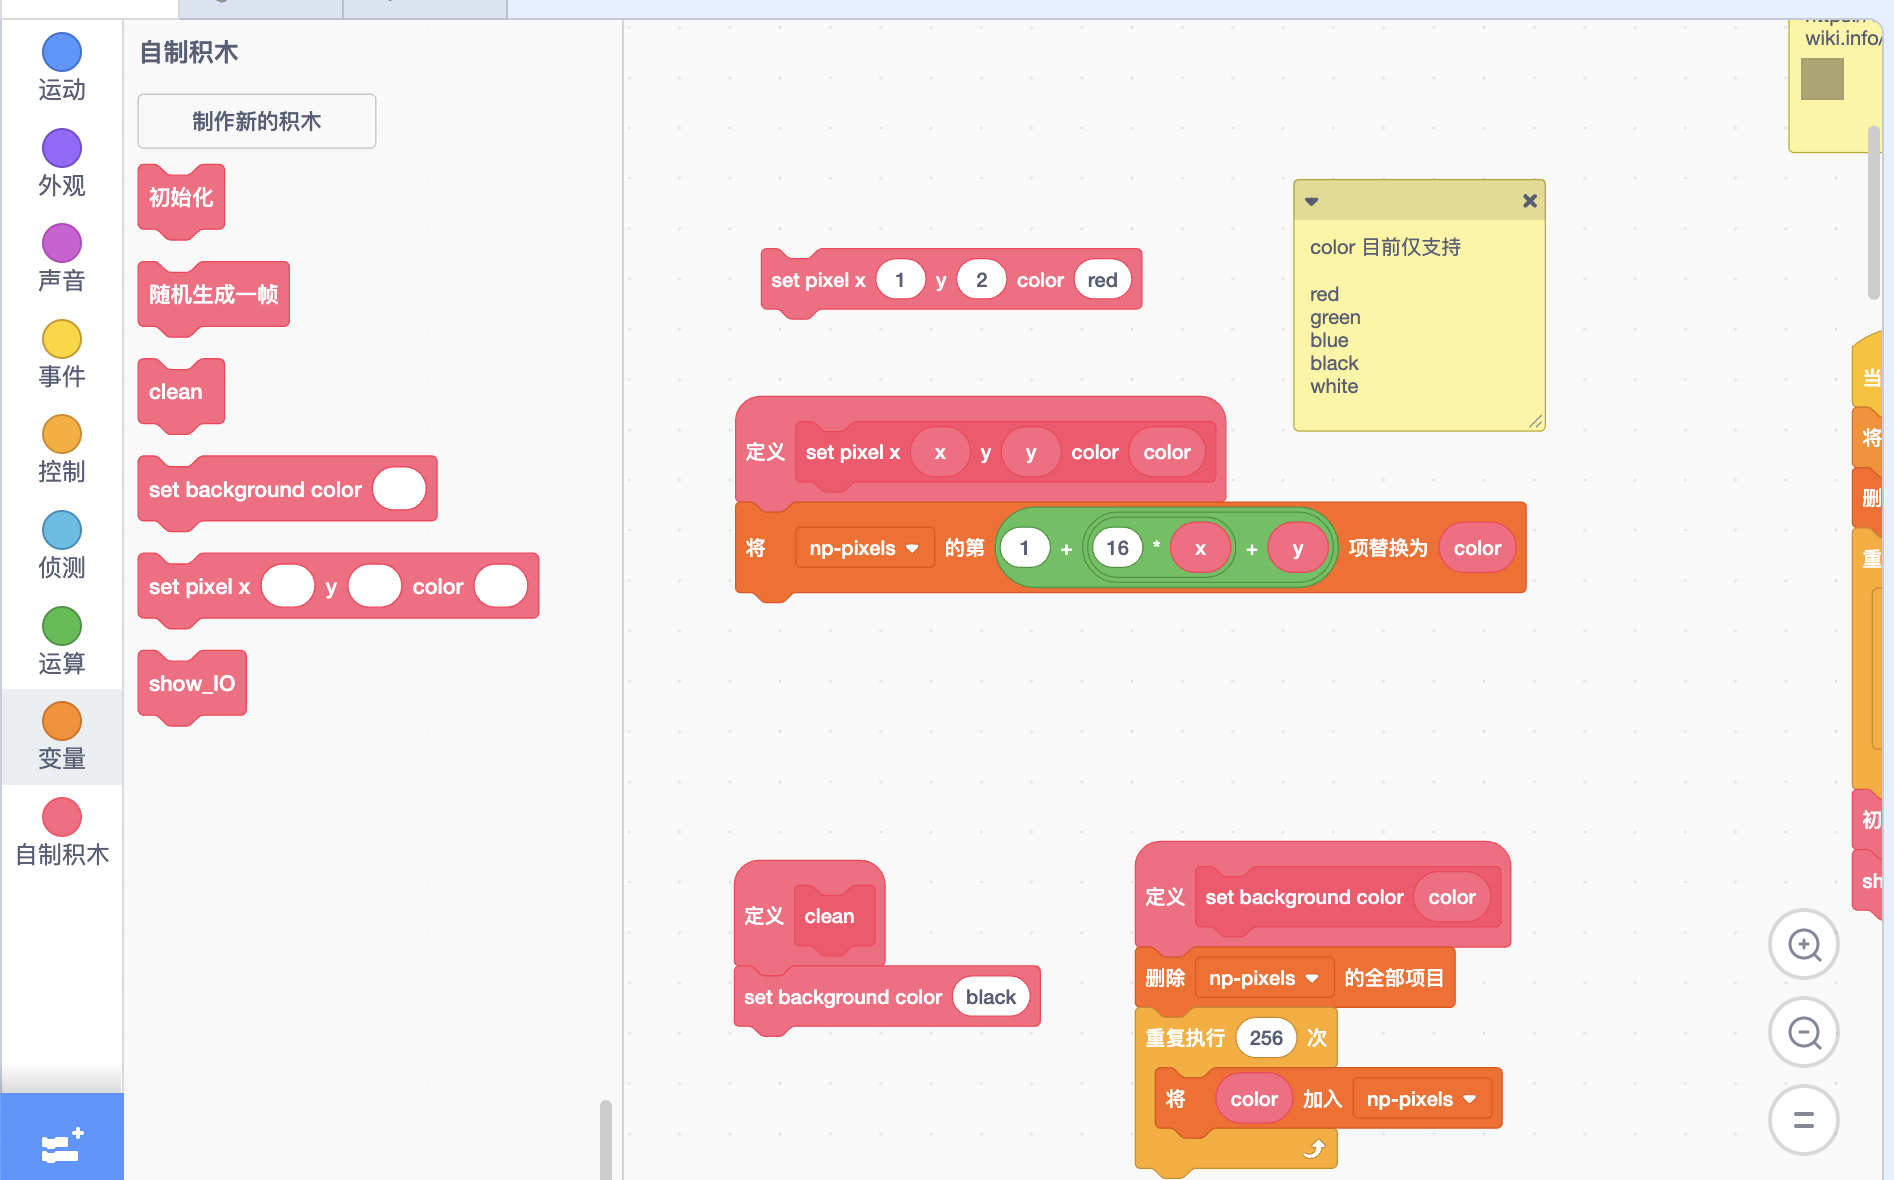 运动
外观
声音
事件
控制
侦测
运算
变量
自制积木
自制积木
制作新的积木
初始化
随机生成一帧
clean
set background color
set pixel x y color
show_IO
wiki.info/
set pixel x 1 y 2 color red
color 目前仅支持
red
green
blue
black
white
定义 set pixel x x y y color color
将 np-pixels 的第 1 + 16 * x + y 项替换为 color
定义 clean
set background color black
定义 set background color color
删除 np-pixels 的全部项目
重复执行 256 次
将 color 加入 np-pixels
当
将
删
重
初
sh